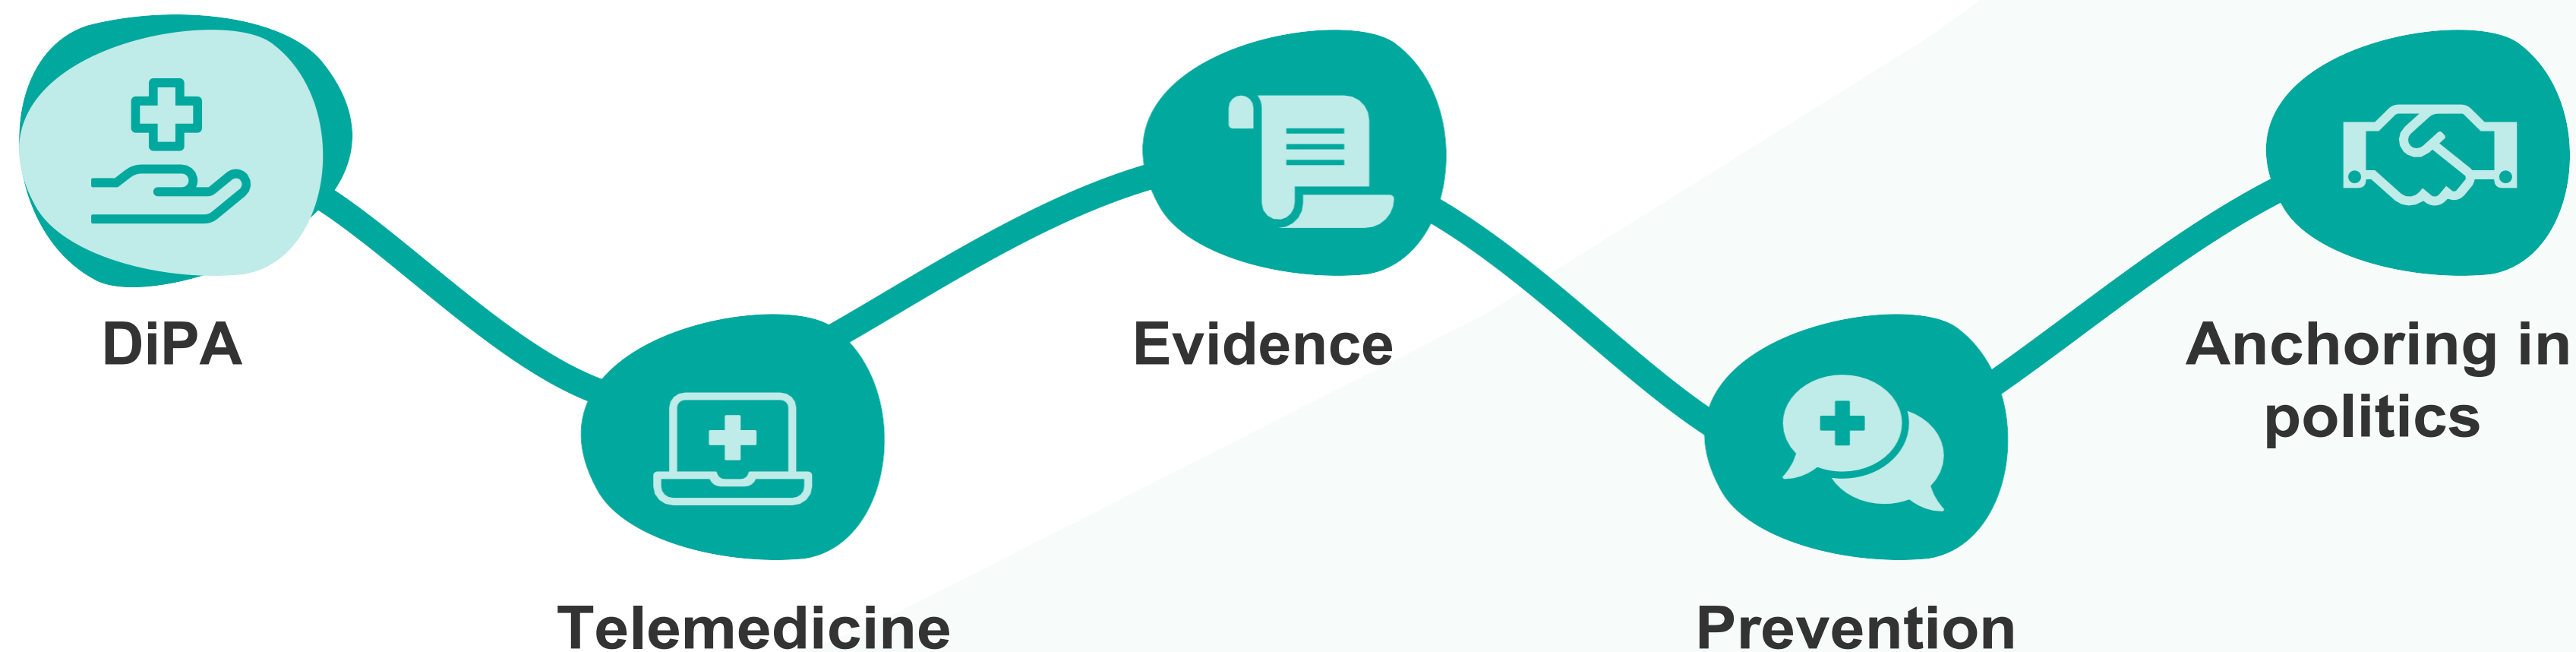 DiPA
Telemedicine
Evidence
Prevention
Anchoring in
politics